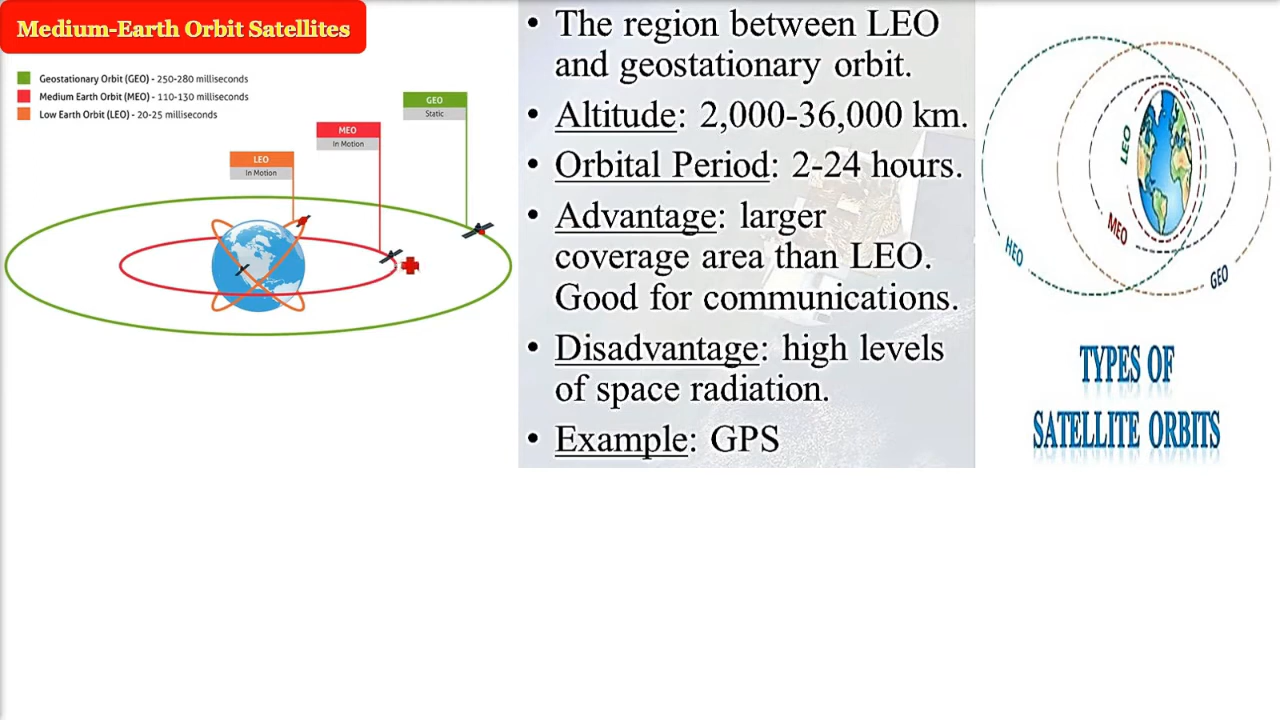 Medium-Earth Orbit Satellites
Geostationary Orbit (GEO) - 250-280 milliseconds
Medium Earth Orbit (MEO) - 110-130 milliseconds
Low Earth Orbit (LEO) - 20-25 milliseconds
GEO
Static
MEO
In Motion
LEO
In Motion
• The region between LEO
and geostationary orbit.
• Altitude: 2,000-36,000 km.
• Orbital Period: 2-24 hours.
• Advantage: larger
coverage area than LEO.
Good for communications.
• Disadvantage: high levels
of space radiation.
• Example: GPS
LEO
MEO
HEO
GEO
TYPES OF
SATELLITE ORBITS